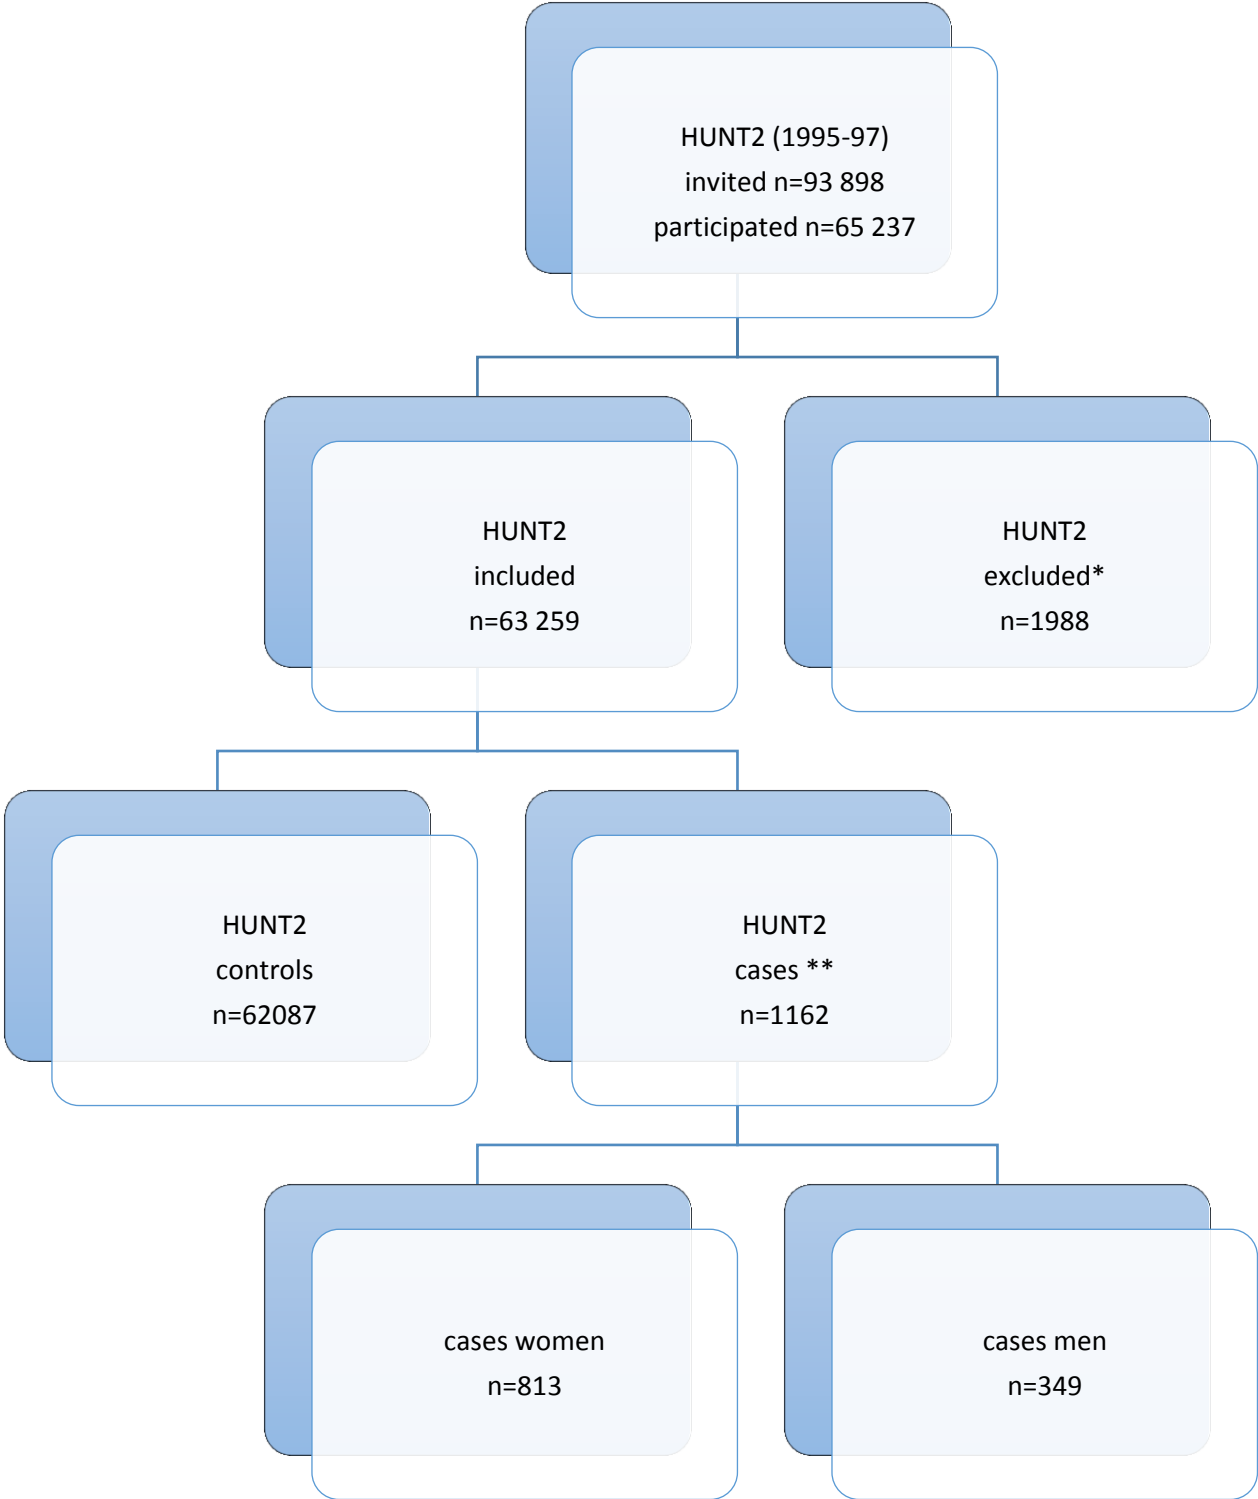 HUNT2 (1995-97)
invited n=93 898
participated n=65 237
HUNT2
included
n=63 259
HUNT2
excluded*
n=1988
HUNT2
controls
n=62087
HUNT2
cases **
n=1162
cases women
n=813
cases men
n=349